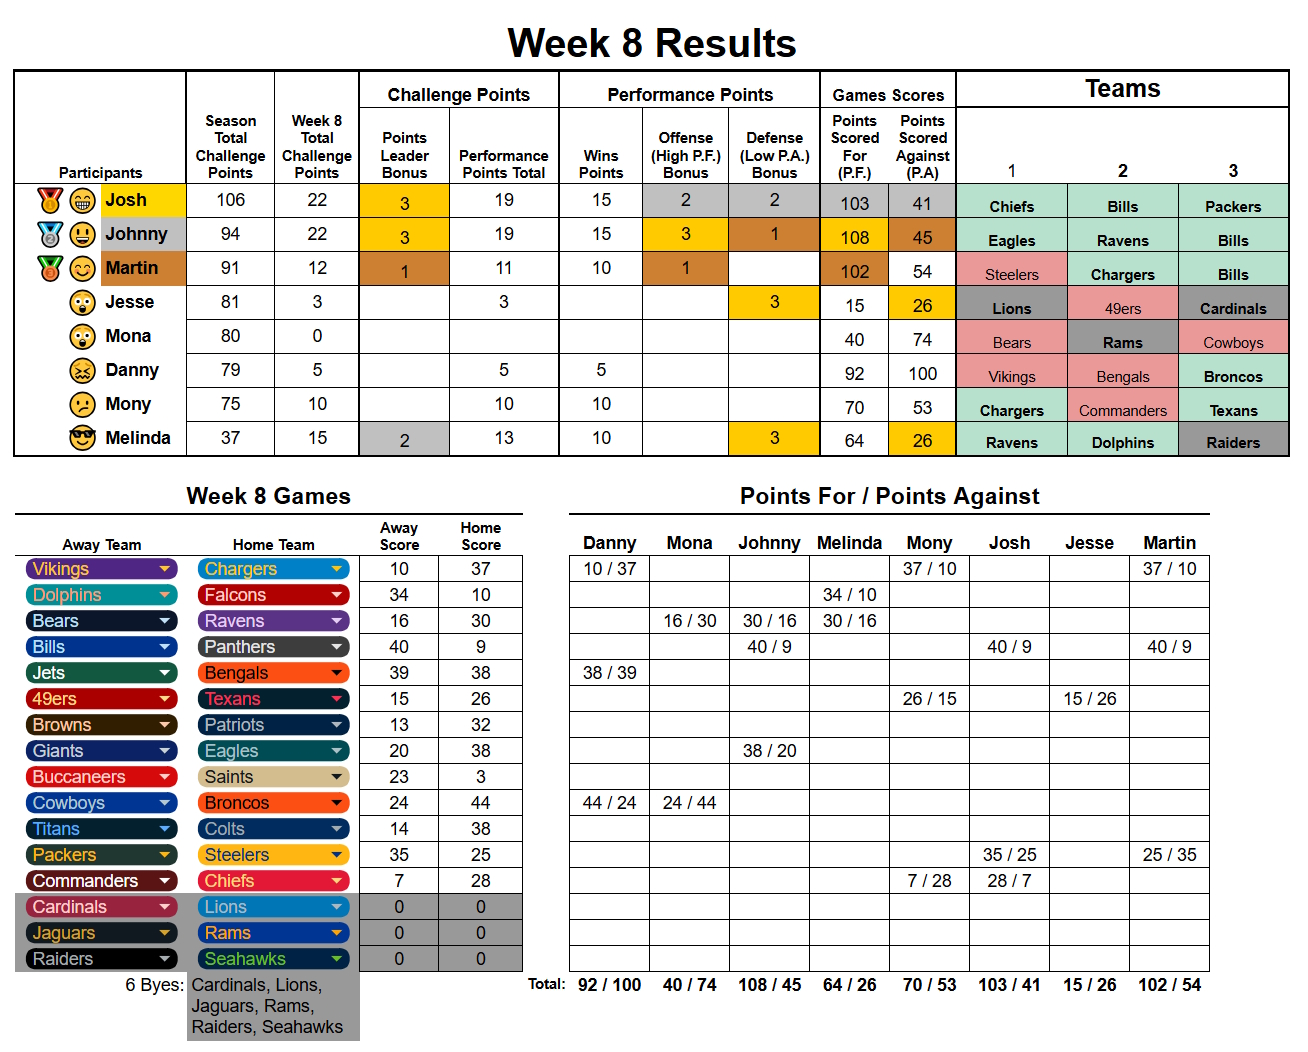 Week 8 Results
Challenge Points Performance Points Games Scores Teams
Participants Season Total Challenge Points Week 8 Total Challenge Points Points Leader Bonus Performance Points Total Wins Points Offense (High P.F.) Bonus Defense (Low P.A.) Bonus Points Scored For (P.F.) Points Scored Against (P.A) 1 2 3
Josh 106 22 3 19 15 2 2 103 41 Chiefs Bills Packers
Johnny 94 22 3 19 15 3 1 108 45 Eagles Ravens Bills
Martin 91 12 1 11 10 1 102 54 Steelers Chargers Bills
Jesse 81 3 3 3 15 26 Lions 49ers Cardinals
Mona 80 0 40 74 Bears Rams Cowboys
Danny 79 5 5 5 92 100 Vikings Bengals Broncos
Mony 75 10 10 10 70 53 Chargers Commanders Texans
Melinda 37 15 2 13 10 3 64 26 Ravens Dolphins Raiders
Week 8 Games Points For / Points Against
Away Team Home Team Away Score Home Score Danny Mona Johnny Melinda Mony Josh Jesse Martin
Vikings Chargers 10 37 10 / 37 37 / 10 37 / 10
Dolphins Falcons 34 10 34 / 10
Bears Ravens 16 30 16 / 30 30 / 16 30 / 16
Bills Panthers 40 9 40 / 9 40 / 9 40 / 9
Jets Bengals 39 38 38 / 39
49ers Texans 15 26 26 / 15 15 / 26
Browns Patriots 13 32
Giants Eagles 20 38 38 / 20
Buccaneers Saints 23 3
Cowboys Broncos 24 44 44 / 24 24 / 44
Titans Colts 14 38
Packers Steelers 35 25 35 / 25 25 / 35
Commanders Chiefs 7 28 7 / 28 28 / 7
Cardinals Lions 0 0
Jaguars Rams 0 0
Raiders Seahawks 0 0
6 Byes: Cardinals, Lions, Total: 92 / 100 40 / 74 108 / 45 64 / 26 70 / 53 103 / 41 15 / 26 102 / 54
Jaguars, Rams,
Raiders, Seahawks